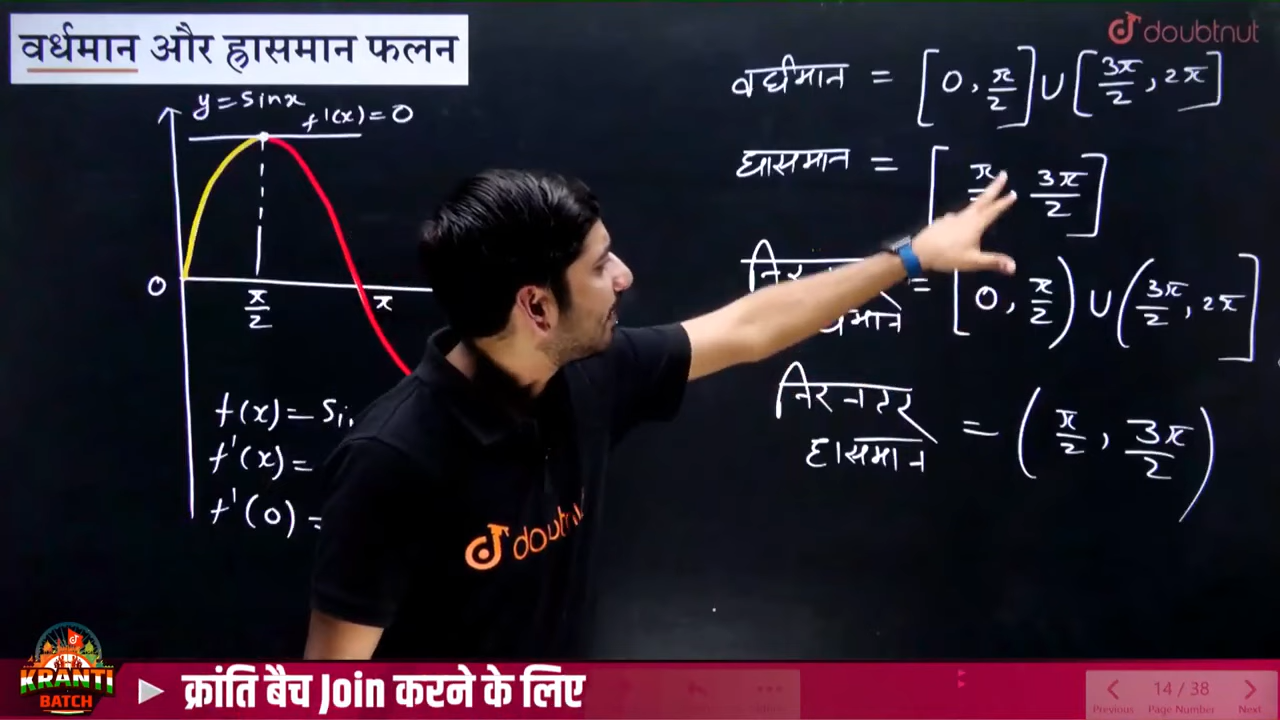 वर्धमान और ह्रासमान फलन
doubtnut
y = sinx
f'(x) = 0
0
π/2
π
f(x) = Sin
f'(x) =
f'(0) =
वर्धमान = [0, π/2] ∪ [3π/2, 2π]
घासमान = [π/2, 3π/2]
= [0, π/2) ∪ (3π/2, 2π]
निरन्तर
हासमान = (π/2, 3π/2)
doubtnut
KRANTI
BATCH
क्रांति बैच Join करने के लिए
14 / 38
Previous Page Number Next